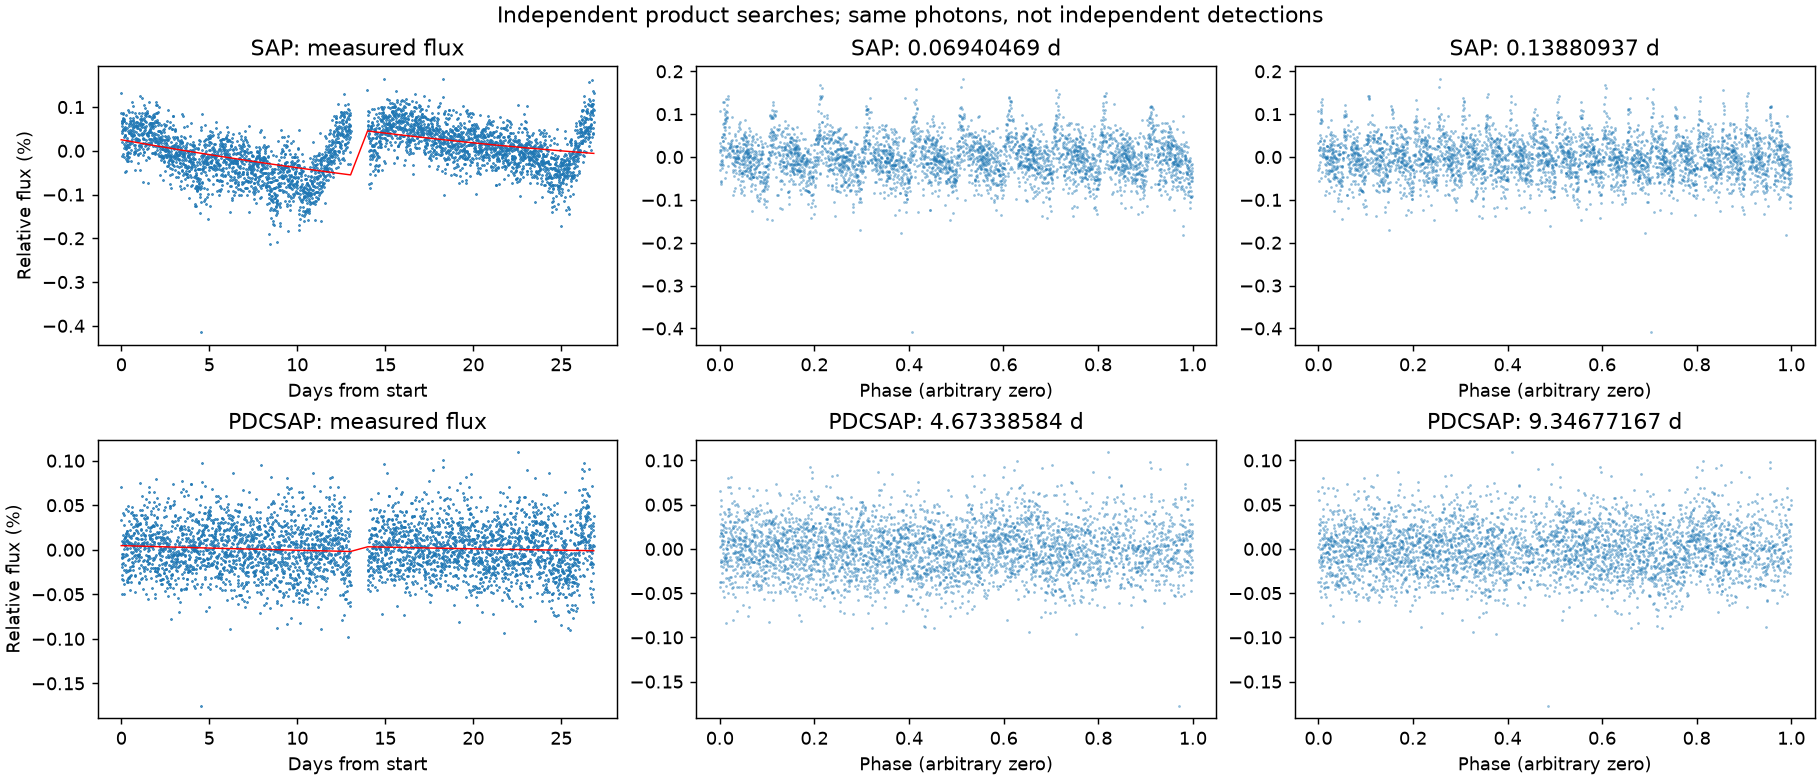 Independent product searches; same photons, not independent detections
SAP: measured flux
SAP: 0.06940469 d
SAP: 0.13880937 d
Relative flux (%)
0.1
0.0
−0.1
−0.2
−0.3
−0.4
0 5 10 15 20 25
Days from start
0.2
0.1
0.0
−0.1
−0.2
−0.3
−0.4
0.0 0.2 0.4 0.6 0.8 1.0
Phase (arbitrary zero)
0.2
0.1
0.0
−0.1
−0.2
−0.3
−0.4
0.0 0.2 0.4 0.6 0.8 1.0
Phase (arbitrary zero)
PDCSAP: measured flux
PDCSAP: 4.67338584 d
PDCSAP: 9.34677167 d
Relative flux (%)
0.10
0.05
0.00
−0.05
−0.10
−0.15
0 5 10 15 20 25
Days from start
0.10
0.05
0.00
−0.05
−0.10
−0.15
0.0 0.2 0.4 0.6 0.8 1.0
Phase (arbitrary zero)
0.10
0.05
0.00
−0.05
−0.10
−0.15
0.0 0.2 0.4 0.6 0.8 1.0
Phase (arbitrary zero)